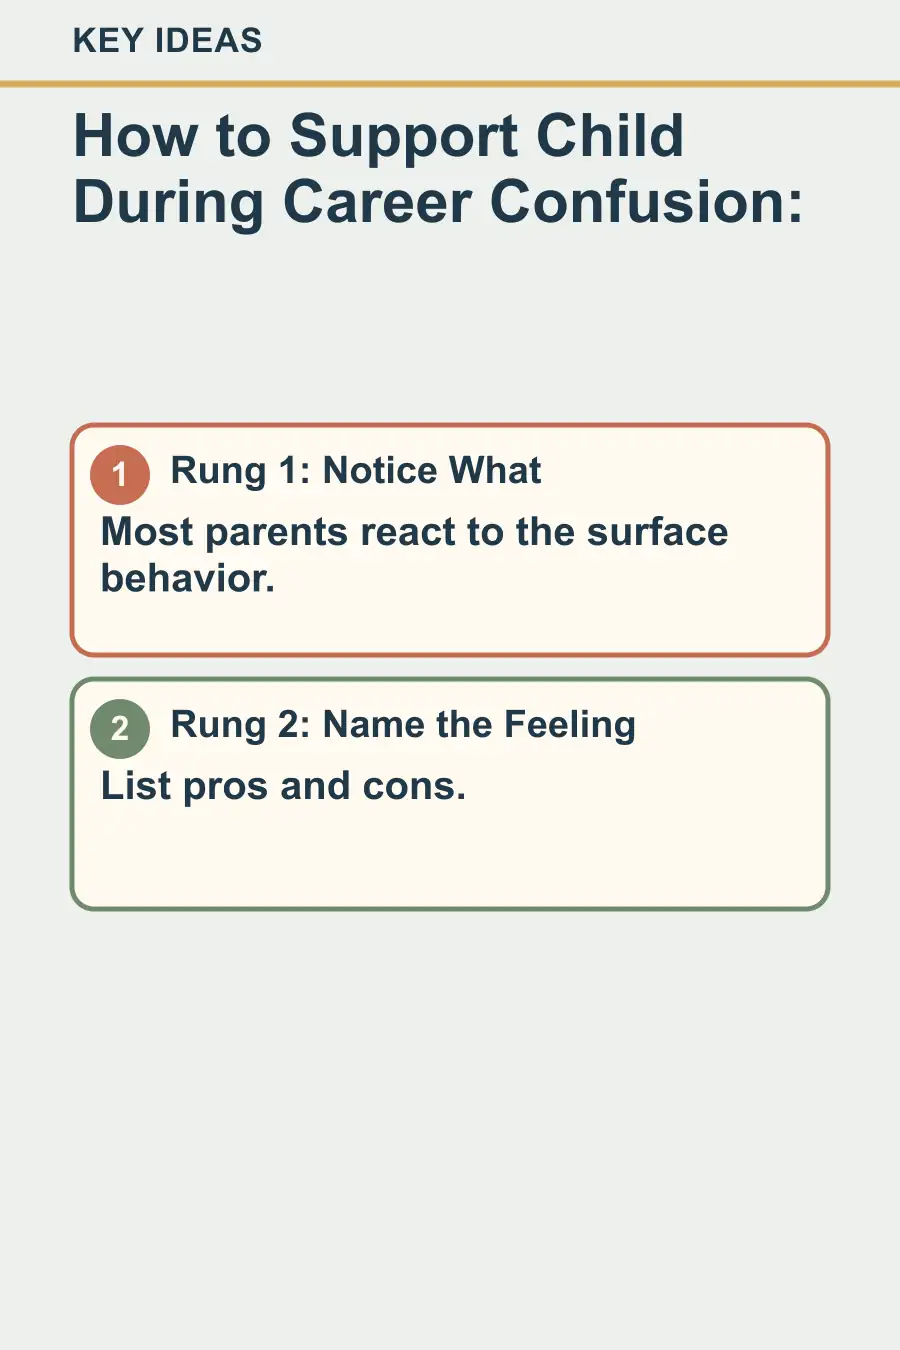 KEY IDEAS
How to Support Child
During Career Confusion:
1 Rung 1: Notice What
Most parents react to the surface
behavior.
2 Rung 2: Name the Feeling
List pros and cons.